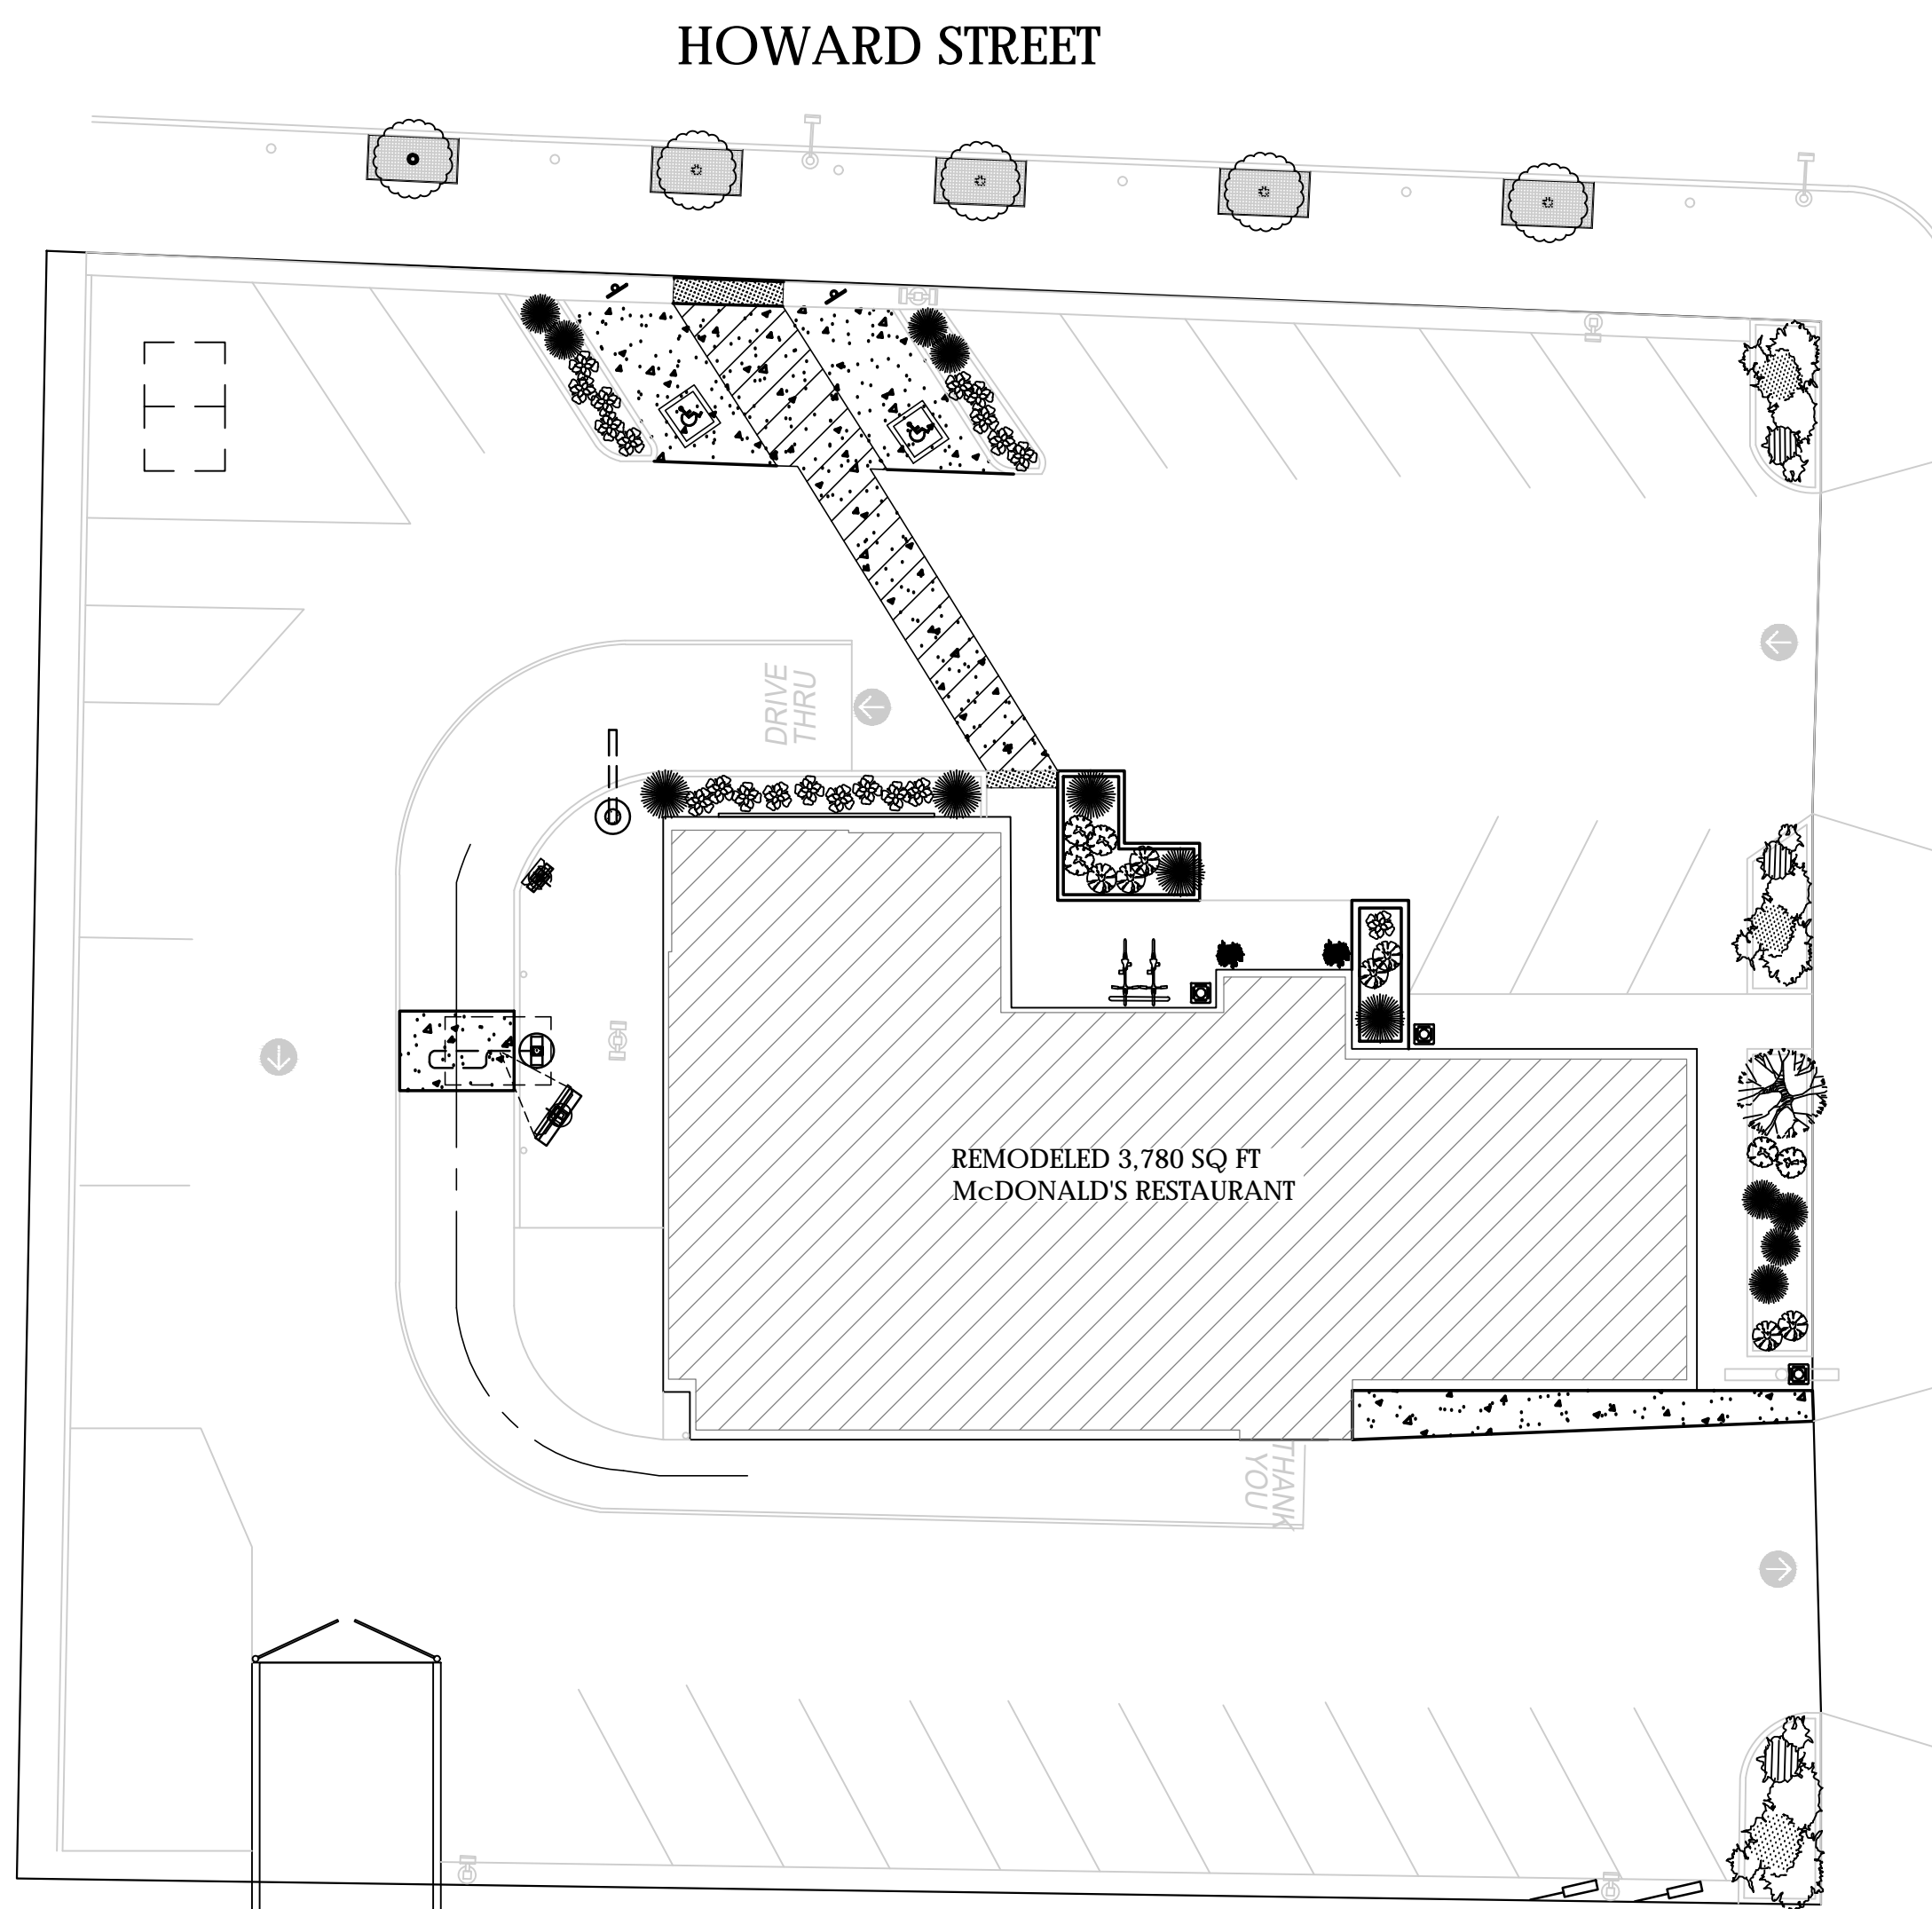 HOWARD STREET
DRIVE
THRU
REMODELED 3,780 SQ FT
McDONALD'S RESTAURANT
THANK
YOU